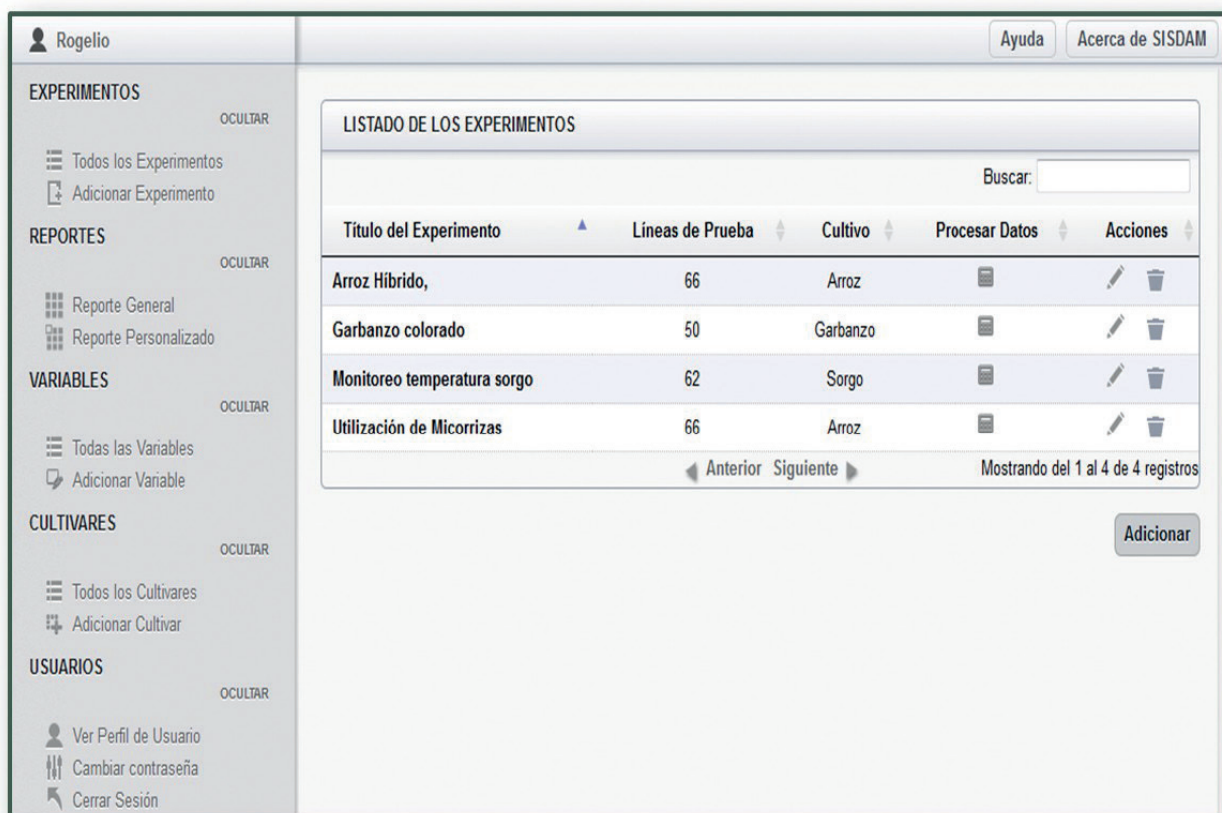 Rogelio
Ayuda
Acerca de SISDAM
EXPERIMENTOS
OCULTAR
Todos los Experimentos
Adicionar Experimento
REPORTES
OCULTAR
Reporte General
Reporte Personalizado
VARIABLES
OCULTAR
Todas las Variables
Adicionar Variable
CULTIVARES
OCULTAR
Todos los Cultivares
Adicionar Cultivar
USUARIOS
OCULTAR
Ver Perfil de Usuario
Cambiar contraseña
Cerrar Sesión
LISTADO DE LOS EXPERIMENTOS
Buscar:
Título del Experimento Líneas de Prueba Cultivo Procesar Datos Acciones
Arroz Híbrido, 66 Arroz
Garbanzo colorado 50 Garbanzo
Monitoreo temperatura sorgo 62 Sorgo
Utilización de Micorrizas 66 Arroz
Anterior Siguiente Mostrando del 1 al 4 de 4 registros
Adicionar